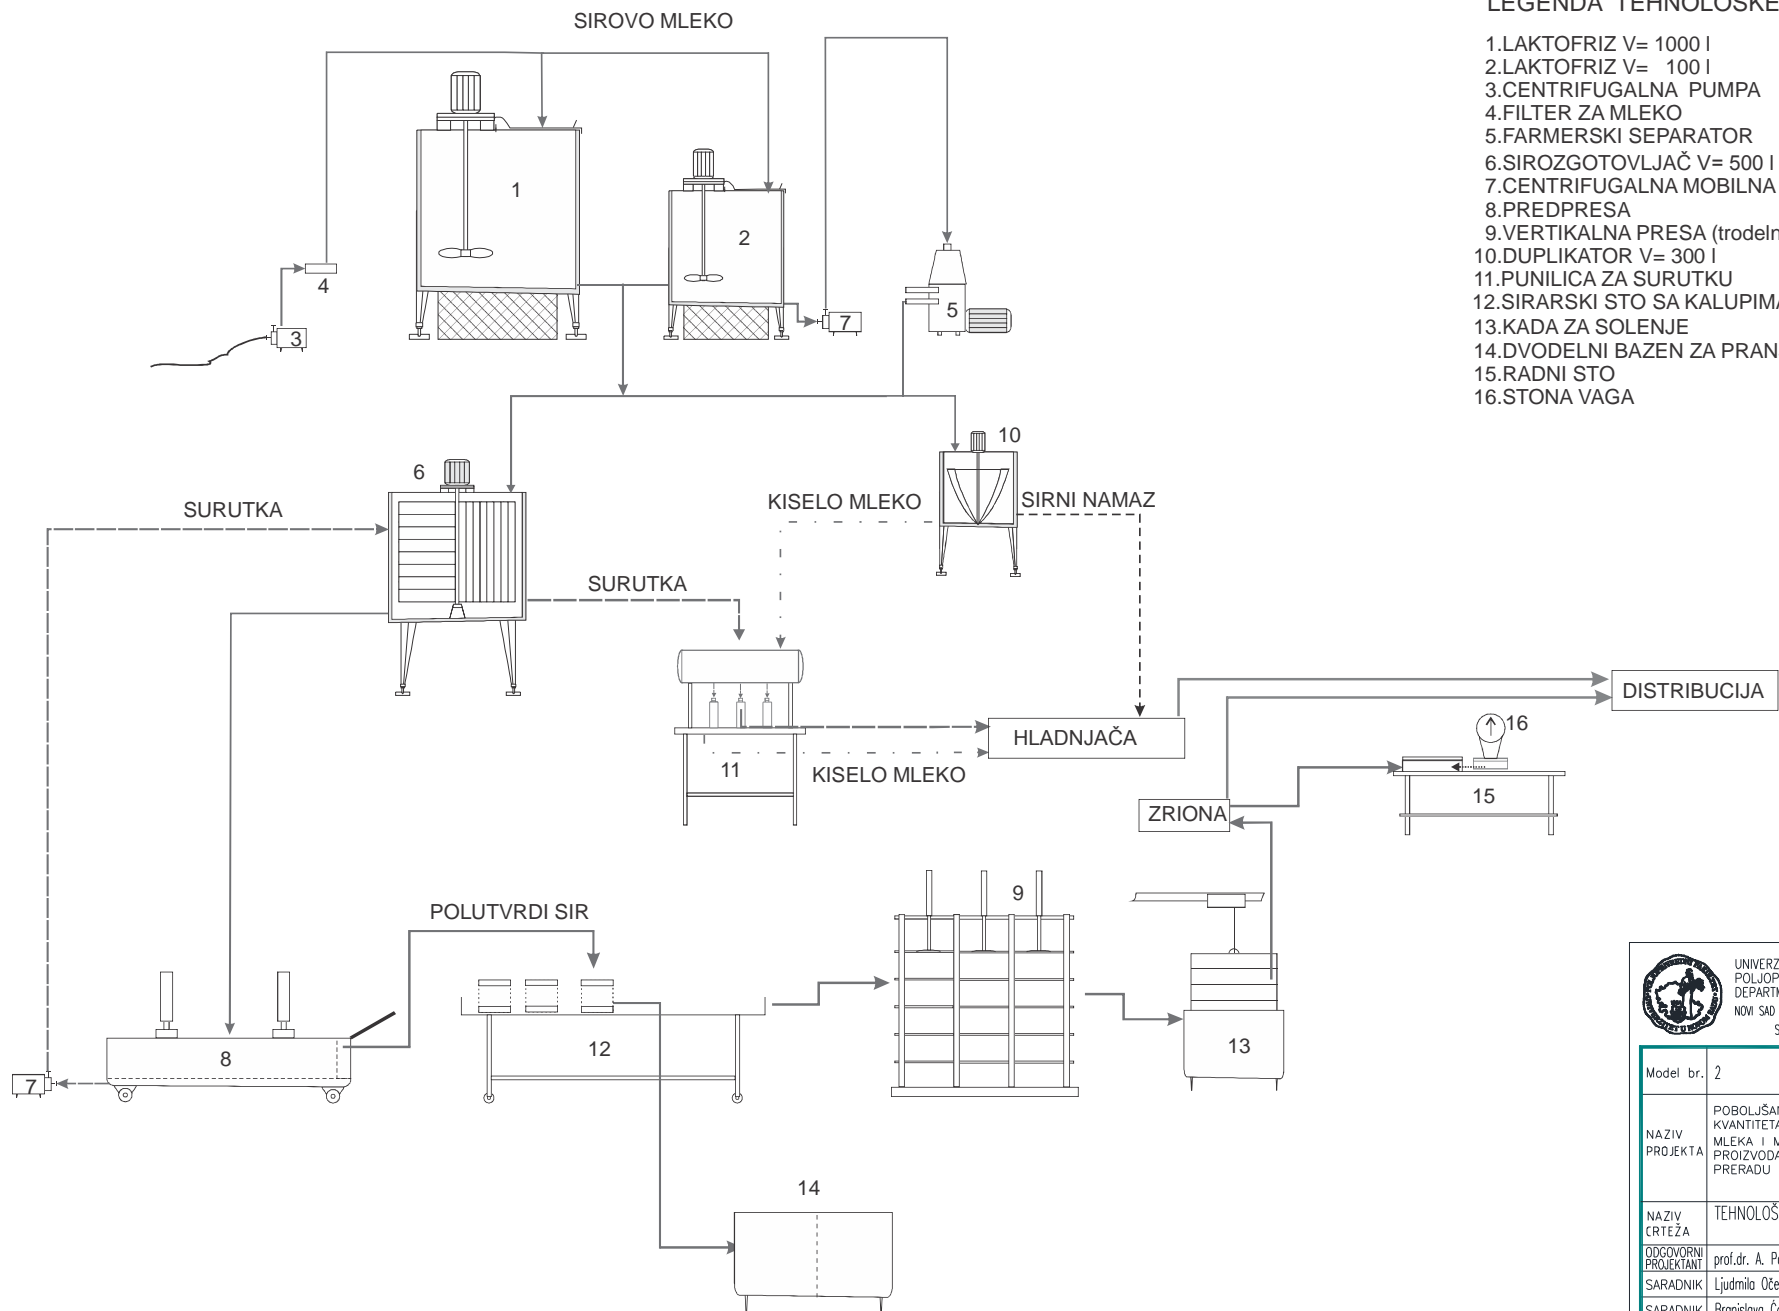 LEGENDA TEHNOLOŠKE
SIROVO MLEKO
1.LAKTOFRIZ V= 1000 l
2.LAKTOFRIZ V= 100 l
3.CENTRIFUGALNA PUMPA
4.FILTER ZA MLEKO
5.FARMERSKI SEPARATOR
6.SIROZGOTOVLJAČ V= 500 l
7.CENTRIFUGALNA MOBILNA
8.PREDPRESA
9.VERTIKALNA PRESA (trodeln
10.DUPLIKATOR V= 300 l
11.PUNILICA ZA SURUTKU
12.SIRARSKI STO SA KALUPIMA
13.KADA ZA SOLENJE
14.DVODELNI BAZEN ZA PRAN
15.RADNI STO
16.STONA VAGA
1
2
4
3
7
5
10
6
SURUTKA
KISELO MLEKO
SIRNI NAMAZ
SURUTKA
DISTRIBUCIJA
HLADNJAČA
16
11
KISELO MLEKO
15
ZRIONA
9
POLUTVRDI SIR
8
12
13
7
14
UNIVERZ
POLJOP
DEPARTM
NOVI SAD
S
Model br. 2
NAZIV PROJEKTA
POBOLJŠAN
KVANTITETA
MLEKA I M
PROIZVODA
PRERADU
NAZIV CRTEŽA
TEHNOLOŠ
ODGOVORNI PROJEKTANT
prof.dr. A. P
SARADNIK Ljudmila Oče
SARADNIK Branislava Ć